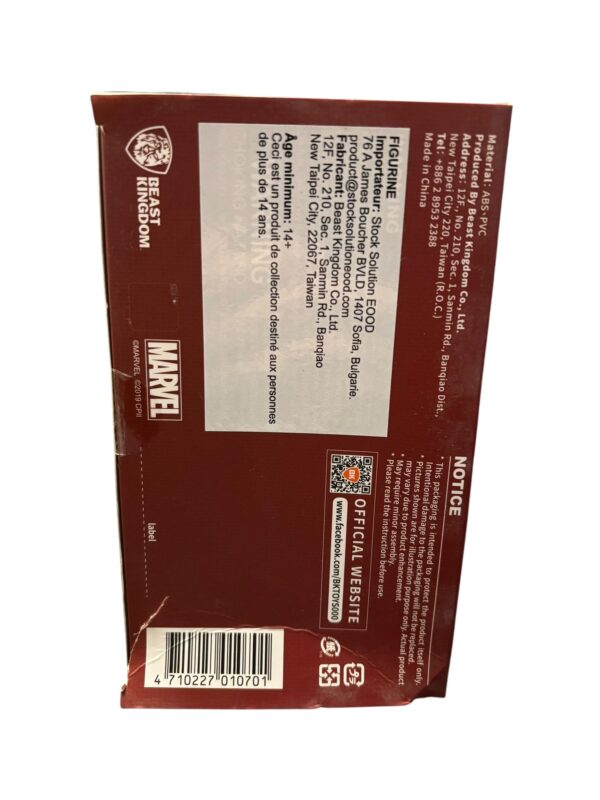 Material: ABS · PVC
Produced By Beast Kingdom Co., Ltd.
Address: 12F., No. 210, Sec. 1, Sanmin Rd., Banqiao Dist.,
New Taipei City 220, Taiwan (R.O.C.)
Tel: +886 2 8953 2388
Made in China
FIGURINE
Importateur: Stock Solution EOOD
76 A James Boucher BVLD, 1407 Sofia, Bulgarie.
product@stocksolutioneood.com
Fabricant: Beast Kingdom Co., Ltd.
12F, No. 210, Sec. 1, Sanmin Rd., Banqiao
New Taipei City, 22067, Taiwan
Âge minimum: 14+
Ceci est un produit de collection destiné aux personnes
de plus de 14 ans.
BEAST
KINGDOM
MARVEL
©MARVEL ©2019 CPII
NOTICE
• This packaging is intended to protect the product itself only.
Intentional damage to the packaging will not be replaced.
• Pictures shown are for illustration purpose only. Actual product
may vary due to product enhancement.
• May require minor assembly.
• Please read the instruction before use.
OFFICIAL WEBSITE
www.facebook.com/BKTOYS000
label
4 710227 010701